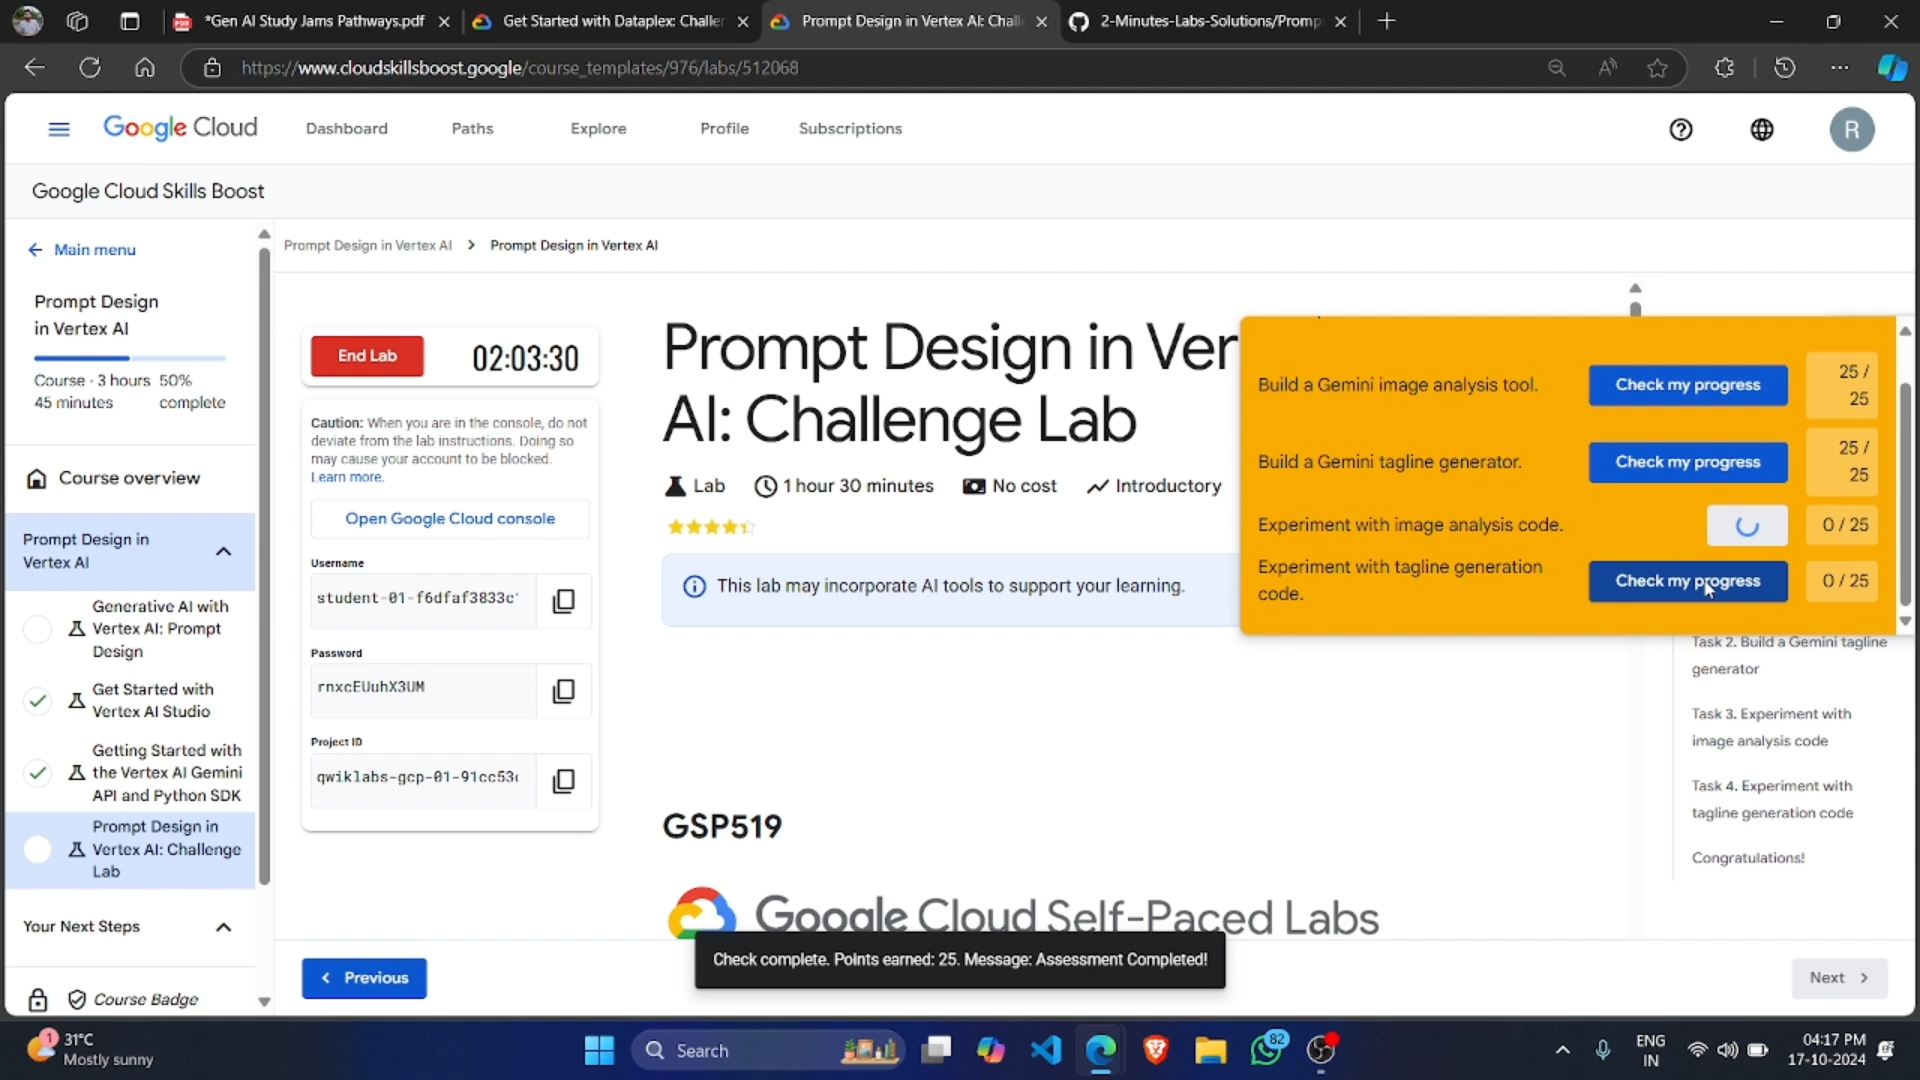 *Gen AI Study Jams Pathways.pdf
Get Started with Dataplex: Challen
Prompt Design in Vertex AI: Chall
2-Minutes-Labs-Solutions/Promp
https://www.cloudskillsboost.google/course_templates/976/labs/512068
Google Cloud
Dashboard
Paths
Explore
Profile
Subscriptions
R
Google Cloud Skills Boost
Main menu
Prompt Design
in Vertex AI
Course · 3 hours 50%
45 minutes complete
Course overview
Prompt Design in
Vertex AI
Generative AI with
Vertex AI: Prompt
Design
Get Started with
Vertex AI Studio
Getting Started with
the Vertex AI Gemini
API and Python SDK
Prompt Design in
Vertex AI: Challenge
Lab
Your Next Steps
Course Badge
Prompt Design in Vertex AI > Prompt Design in Vertex AI
End Lab
02:03:30
Caution: When you are in the console, do not
deviate from the lab instructions. Doing so
may cause your account to be blocked.
Learn more.
Open Google Cloud console
Username
student-01-f6dfaf3833c
Password
rnxcEUuhX3UM
Project ID
qwiklabs-gcp-01-91cc53
Prompt Design in Ver
AI: Challenge Lab
Lab
1 hour 30 minutes
No cost
Introductory
This lab may incorporate AI tools to support your learning.
GSP519
Google Cloud Self-Paced Labs
Build a Gemini image analysis tool.
Check my progress
25 /
25
Build a Gemini tagline generator.
Check my progress
25 /
25
Experiment with image analysis code.
0 / 25
Experiment with tagline generation
code.
Check my progress
0 / 25
Task 2. Build a Gemini tagline
generator
Task 3. Experiment with
image analysis code
Task 4. Experiment with
tagline generation code
Congratulations!
Previous
Check complete. Points earned: 25. Message: Assessment Completed!
Next
1
31°C
Mostly sunny
Search
82
ENG
IN
04:17 PM
17-10-2024